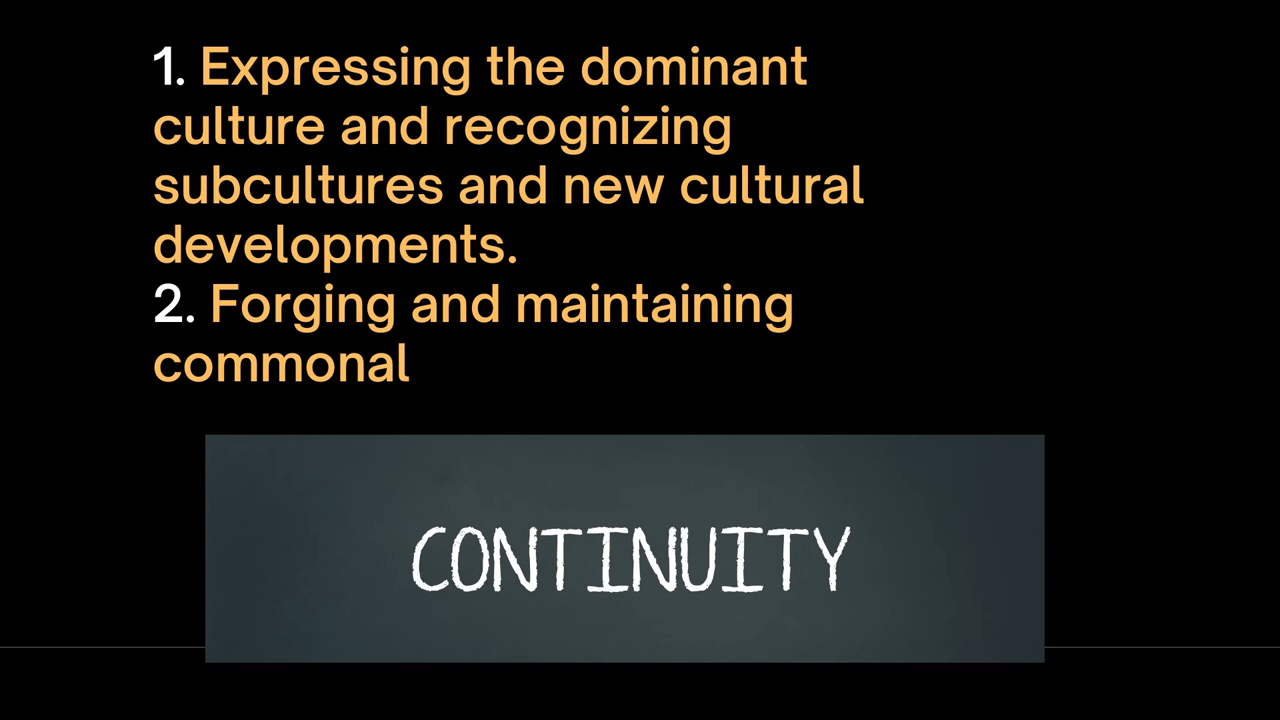 1. Expressing the dominant
culture and recognizing
subcultures and new cultural
developments.
2. Forging and maintaining
commonal
CONTINUITY